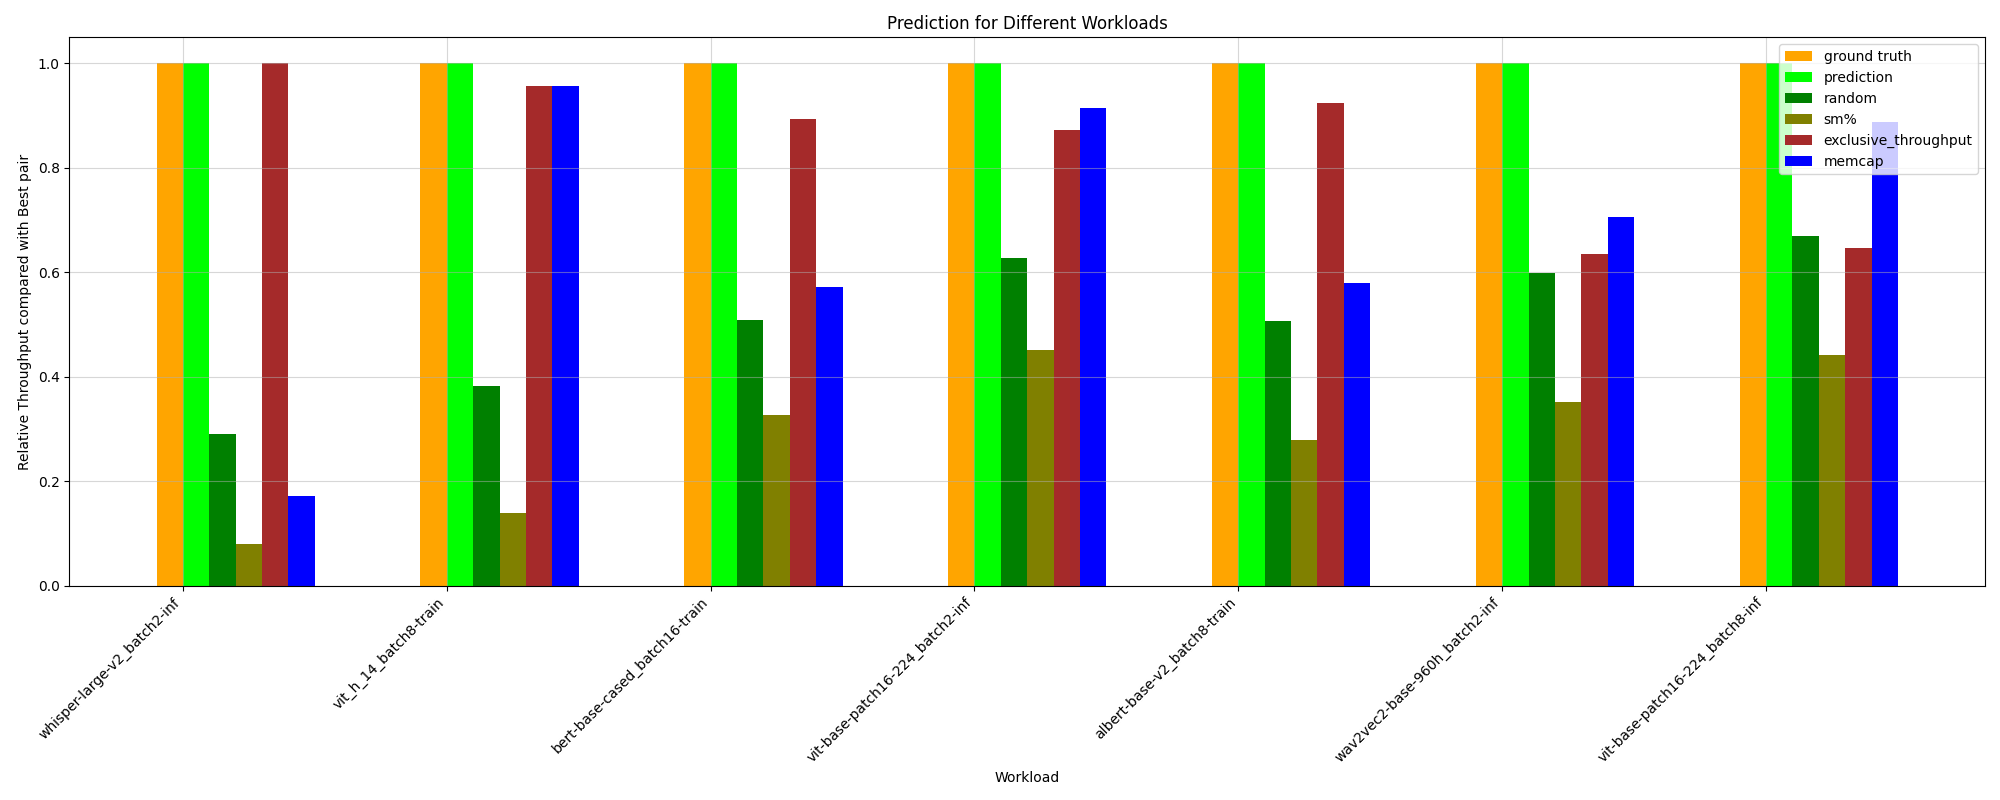 Prediction for Different Workloads
Relative Throughput compared with Best pair
1.0
0.8
0.6
0.4
0.2
0.0
ground truth
prediction
random
sm%
exclusive_throughput
memcap
whisper-large-v2_batch2-inf
vit_h_14_batch8-train
bert-base-cased_batch16-train
vit-base-patch16-224_batch2-inf
albert-base-v2_batch8-train
wav2vec2-base-960h_batch2-inf
vit-base-patch16-224_batch8-inf
Workload